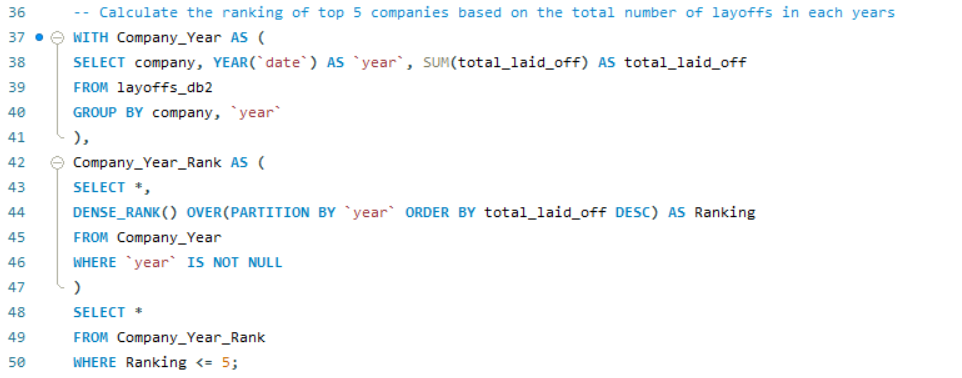 36 -- Calculate the ranking of top 5 companies based on the total number of layoffs in each years
37 WITH Company_Year AS (
38 SELECT company, YEAR(`date`) AS `year`, SUM(total_laid_off) AS total_laid_off
39 FROM layoffs_db2
40 GROUP BY company, `year`
41 ),
42 Company_Year_Rank AS (
43 SELECT *,
44 DENSE_RANK() OVER(PARTITION BY `year` ORDER BY total_laid_off DESC) AS Ranking
45 FROM Company_Year
46 WHERE `year` IS NOT NULL
47 )
48 SELECT *
49 FROM Company_Year_Rank
50 WHERE Ranking <= 5;